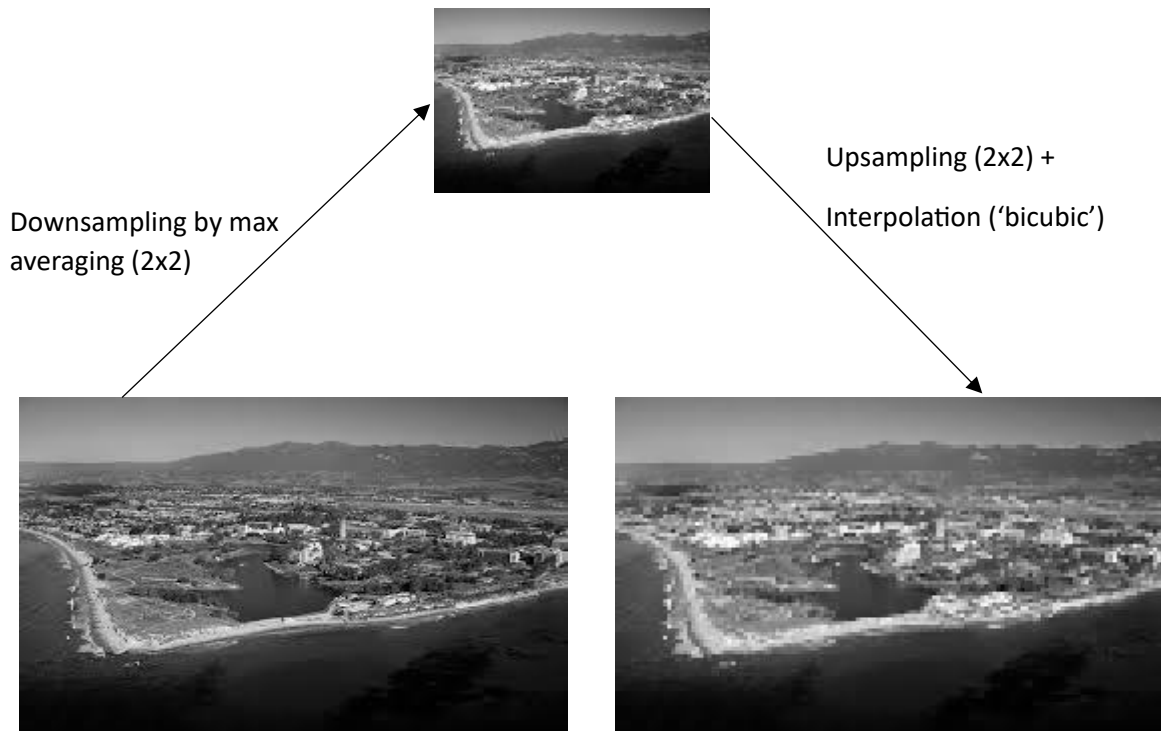 Downsampling by max
averaging (2x2)
Upsampling (2x2) +
Interpolation (‘bicubic’)